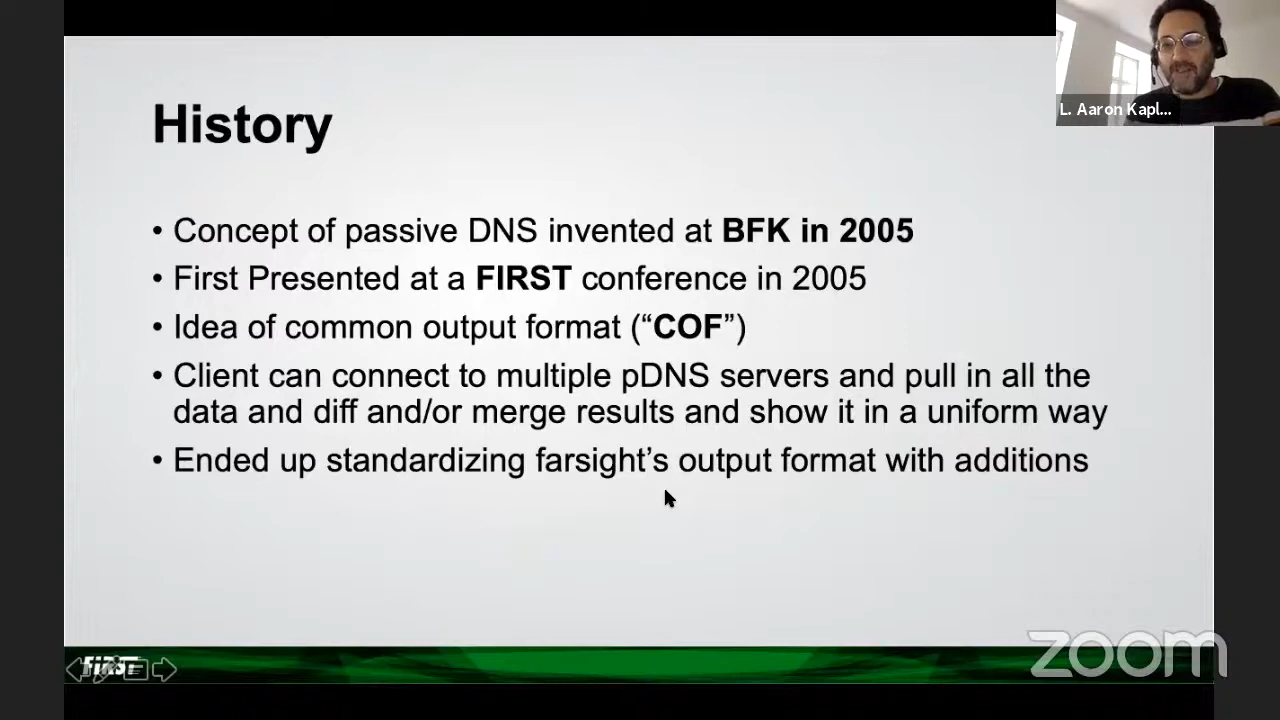 L. Aaron Kapl...
History
• Concept of passive DNS invented at BFK in 2005
• First Presented at a FIRST conference in 2005
• Idea of common output format (“COF”)
• Client can connect to multiple pDNS servers and pull in all the
data and diff and/or merge results and show it in a uniform way
• Ended up standardizing farsight’s output format with additions
FIRST
zoom